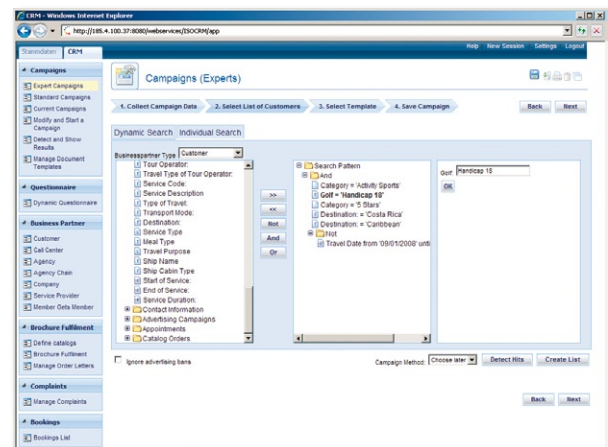 CRM - Windows Internet Explorer
http://185.4.100.37:8080/webservices/ISOCRM/app
Stammdaten CRM
Help New Session Settings Logout
Campaigns
Expert Campaigns
Standard Campaigns
Current Campaigns
Modify and Start a
Campaign
Detect and Show
Results
Manage Document
Templates
Questionnaire
Dynamic Questionnaire
Business Partner
Customer
Call Center
Agency
Agency Chain
Company
Service Provider
Member Gets Member
Brochure Fulfilment
Define catalogs
Brochure Fulfilment
Manage Order Letters
Complaints
Manage Complaints
Bookings
Bookings List
Campaigns (Experts)
1. Collect Campaign Data 2. Select List of Customers 3. Select Template 4. Save Campaign Back Next
Dynamic Search Individual Search
Businesspartner Type Customer
Tour Operator:
Travel Type of Tour Operator:
Service Code:
Service Description
Type of Travel:
Transport Mode:
Destination:
Service Type
Meal Type
Travel Purpose
Ship Name
Ship Cabin Type
Start of Service:
End of Service:
Service Duration:
Contact Information
Advertising Campaigns
Appointments
Catalog Orders
>>
<<
Not
And
Or
Search Pattern
And
Category = 'Activity Sports'
Golf = 'Handicap 18'
Category = '5 Stars'
Destination: = 'Costa Rica'
Destination: = 'Caribbean'
Not
Travel Date from '09/01/2008' unti
Golf Handicap 18
OK
Ignore advertising bans
Campaign Method: Choose later Detect Hits Create List
Back Next